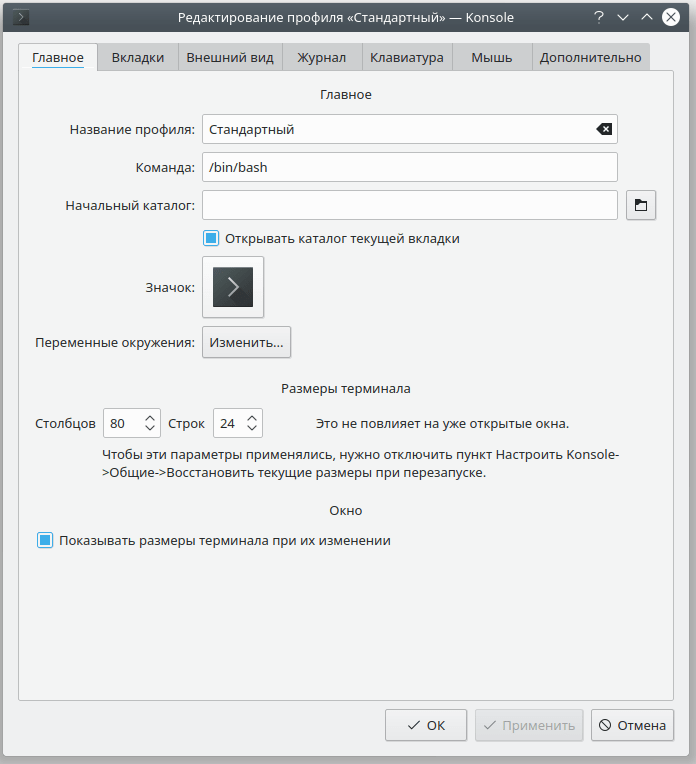 Редактирование профиля «Стандартный» — Konsole
Главное Вкладки Внешний вид Журнал Клавиатура Мышь Дополнительно
Главное
Название профиля: Стандартный
Команда: /bin/bash
Начальный каталог:
Открывать каталог текущей вкладки
Значок:
Переменные окружения: Изменить...
Размеры терминала
Столбцов 80 Строк 24 Это не повлияет на уже открытые окна.
Чтобы эти параметры применялись, нужно отключить пункт Настроить Konsole-
>Общие->Восстановить текущие размеры при перезапуске.
Окно
Показывать размеры терминала при их изменении
ОК Применить Отмена